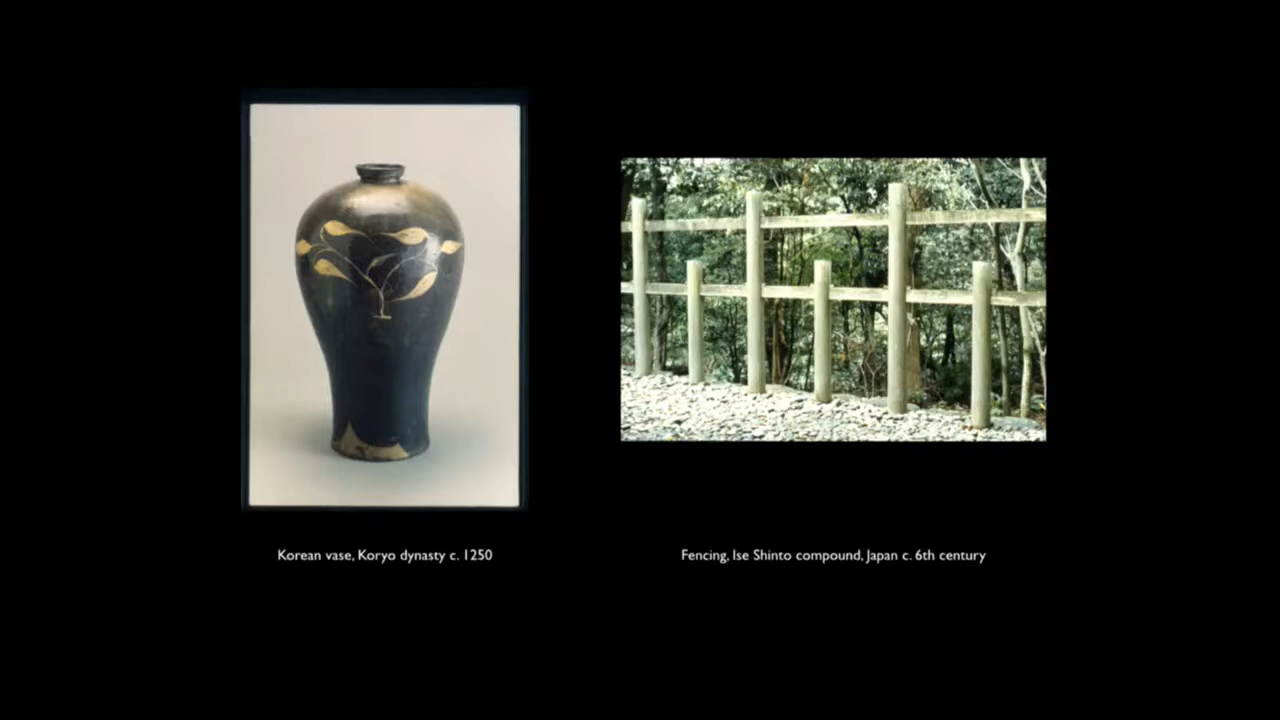 Korean vase, Koryo dynasty c. 1250
Fencing, Ise Shinto compound, Japan c. 6th century